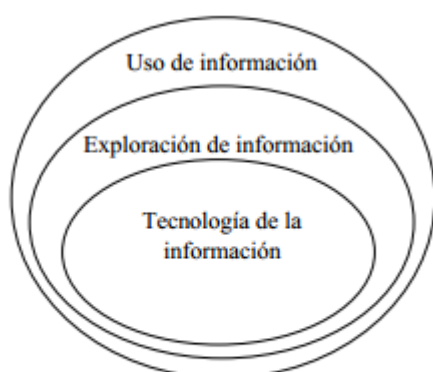 Uso de información
Exploración de información
Tecnología de la
información